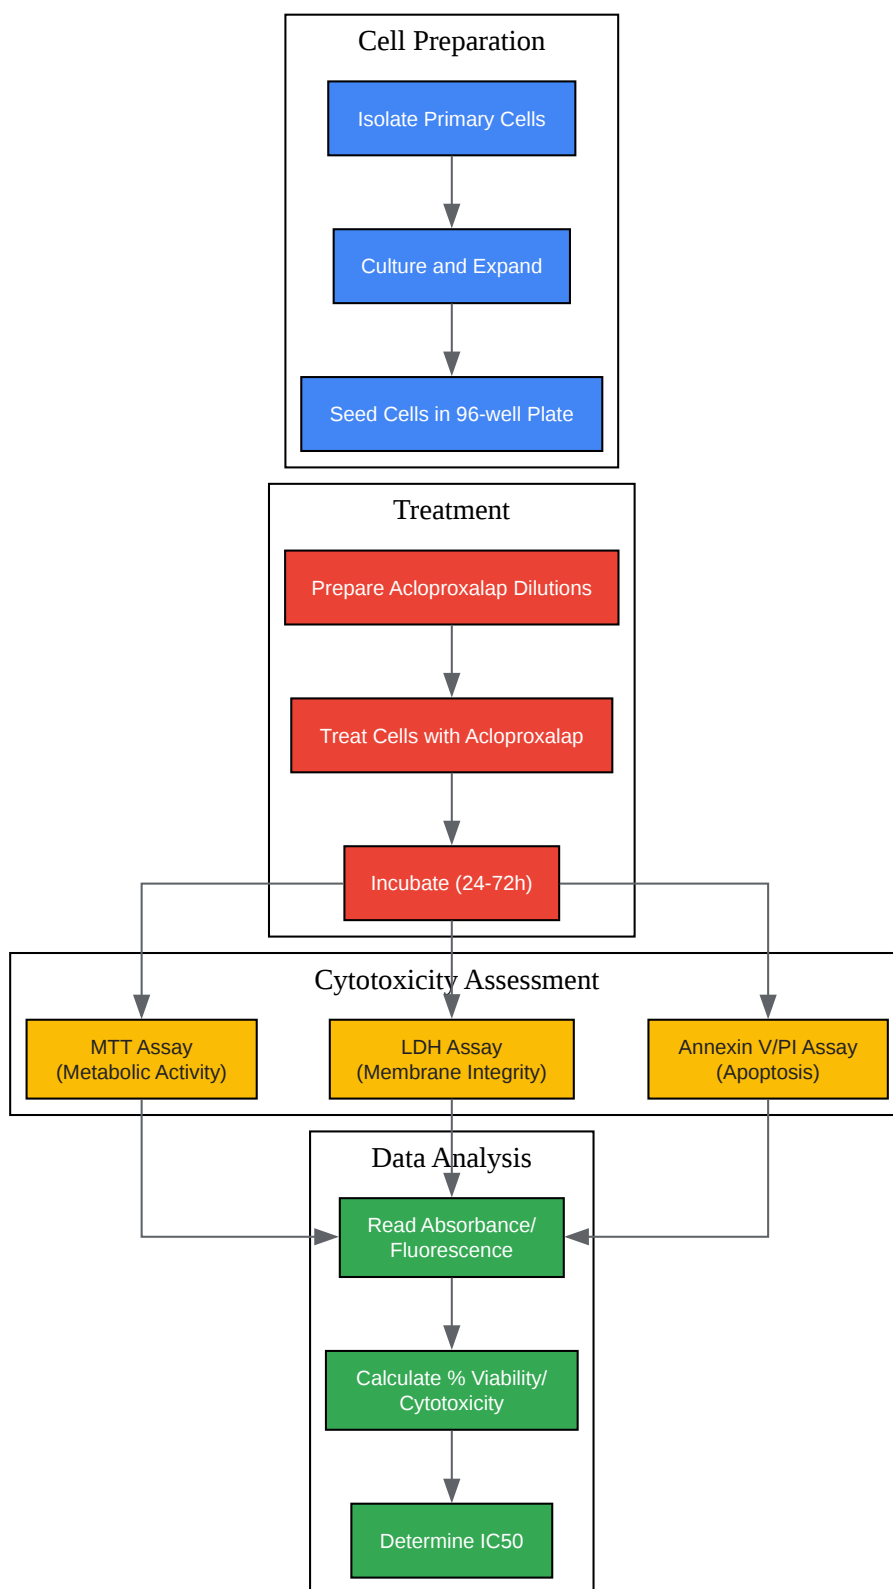 Cell Preparation
Isolate Primary Cells
Culture and Expand
Seed Cells in 96-well Plate
Treatment
Prepare Acloproxalap Dilutions
Treat Cells with Acloproxalap
Incubate (24-72h)
Cytotoxicity Assessment
MTT Assay
(Metabolic Activity)
LDH Assay
(Membrane Integrity)
Annexin V/PI Assay
(Apoptosis)
Data Analysis
Read Absorbance/
Fluorescence
Calculate % Viability/
Cytotoxicity
Determine IC50